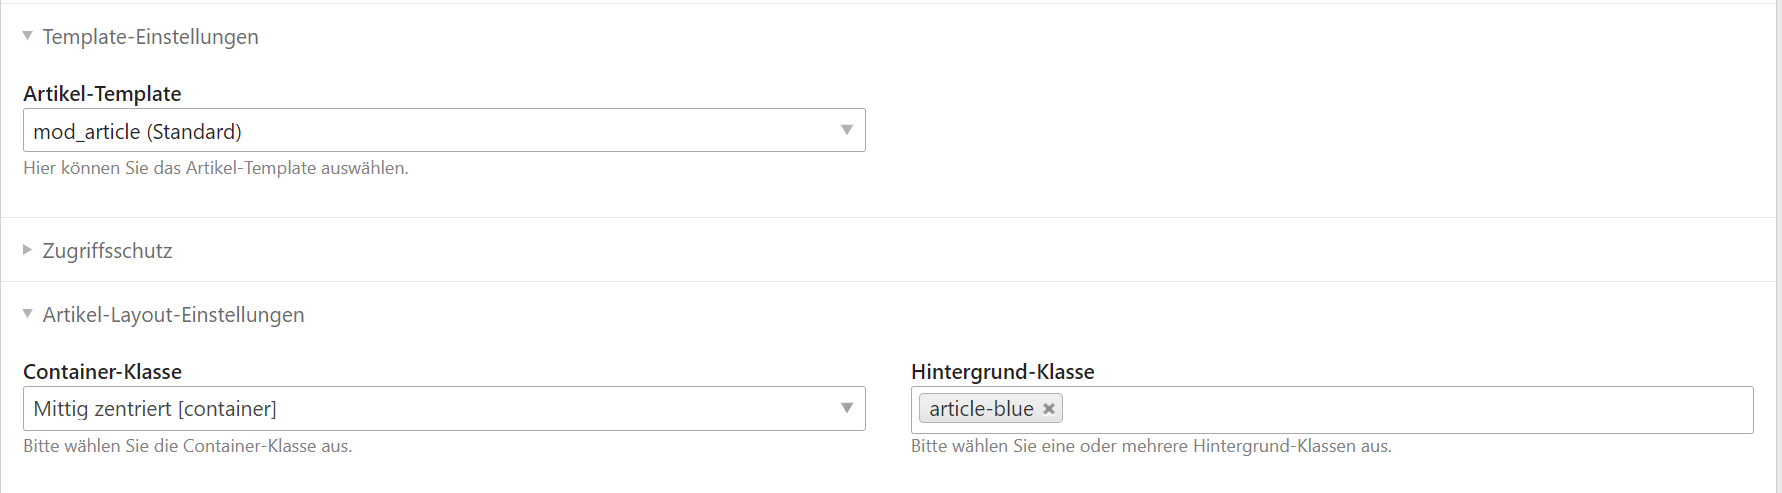 Template-Einstellungen
Artikel-Template
mod_article (Standard)
Hier können Sie das Artikel-Template auswählen.
Zugriffsschutz
Artikel-Layout-Einstellungen
Container-Klasse
Mittig zentriert [container]
Bitte wählen Sie die Container-Klasse aus.
Hintergrund-Klasse
article-blue
Bitte wählen Sie eine oder mehrere Hintergrund-Klassen aus.